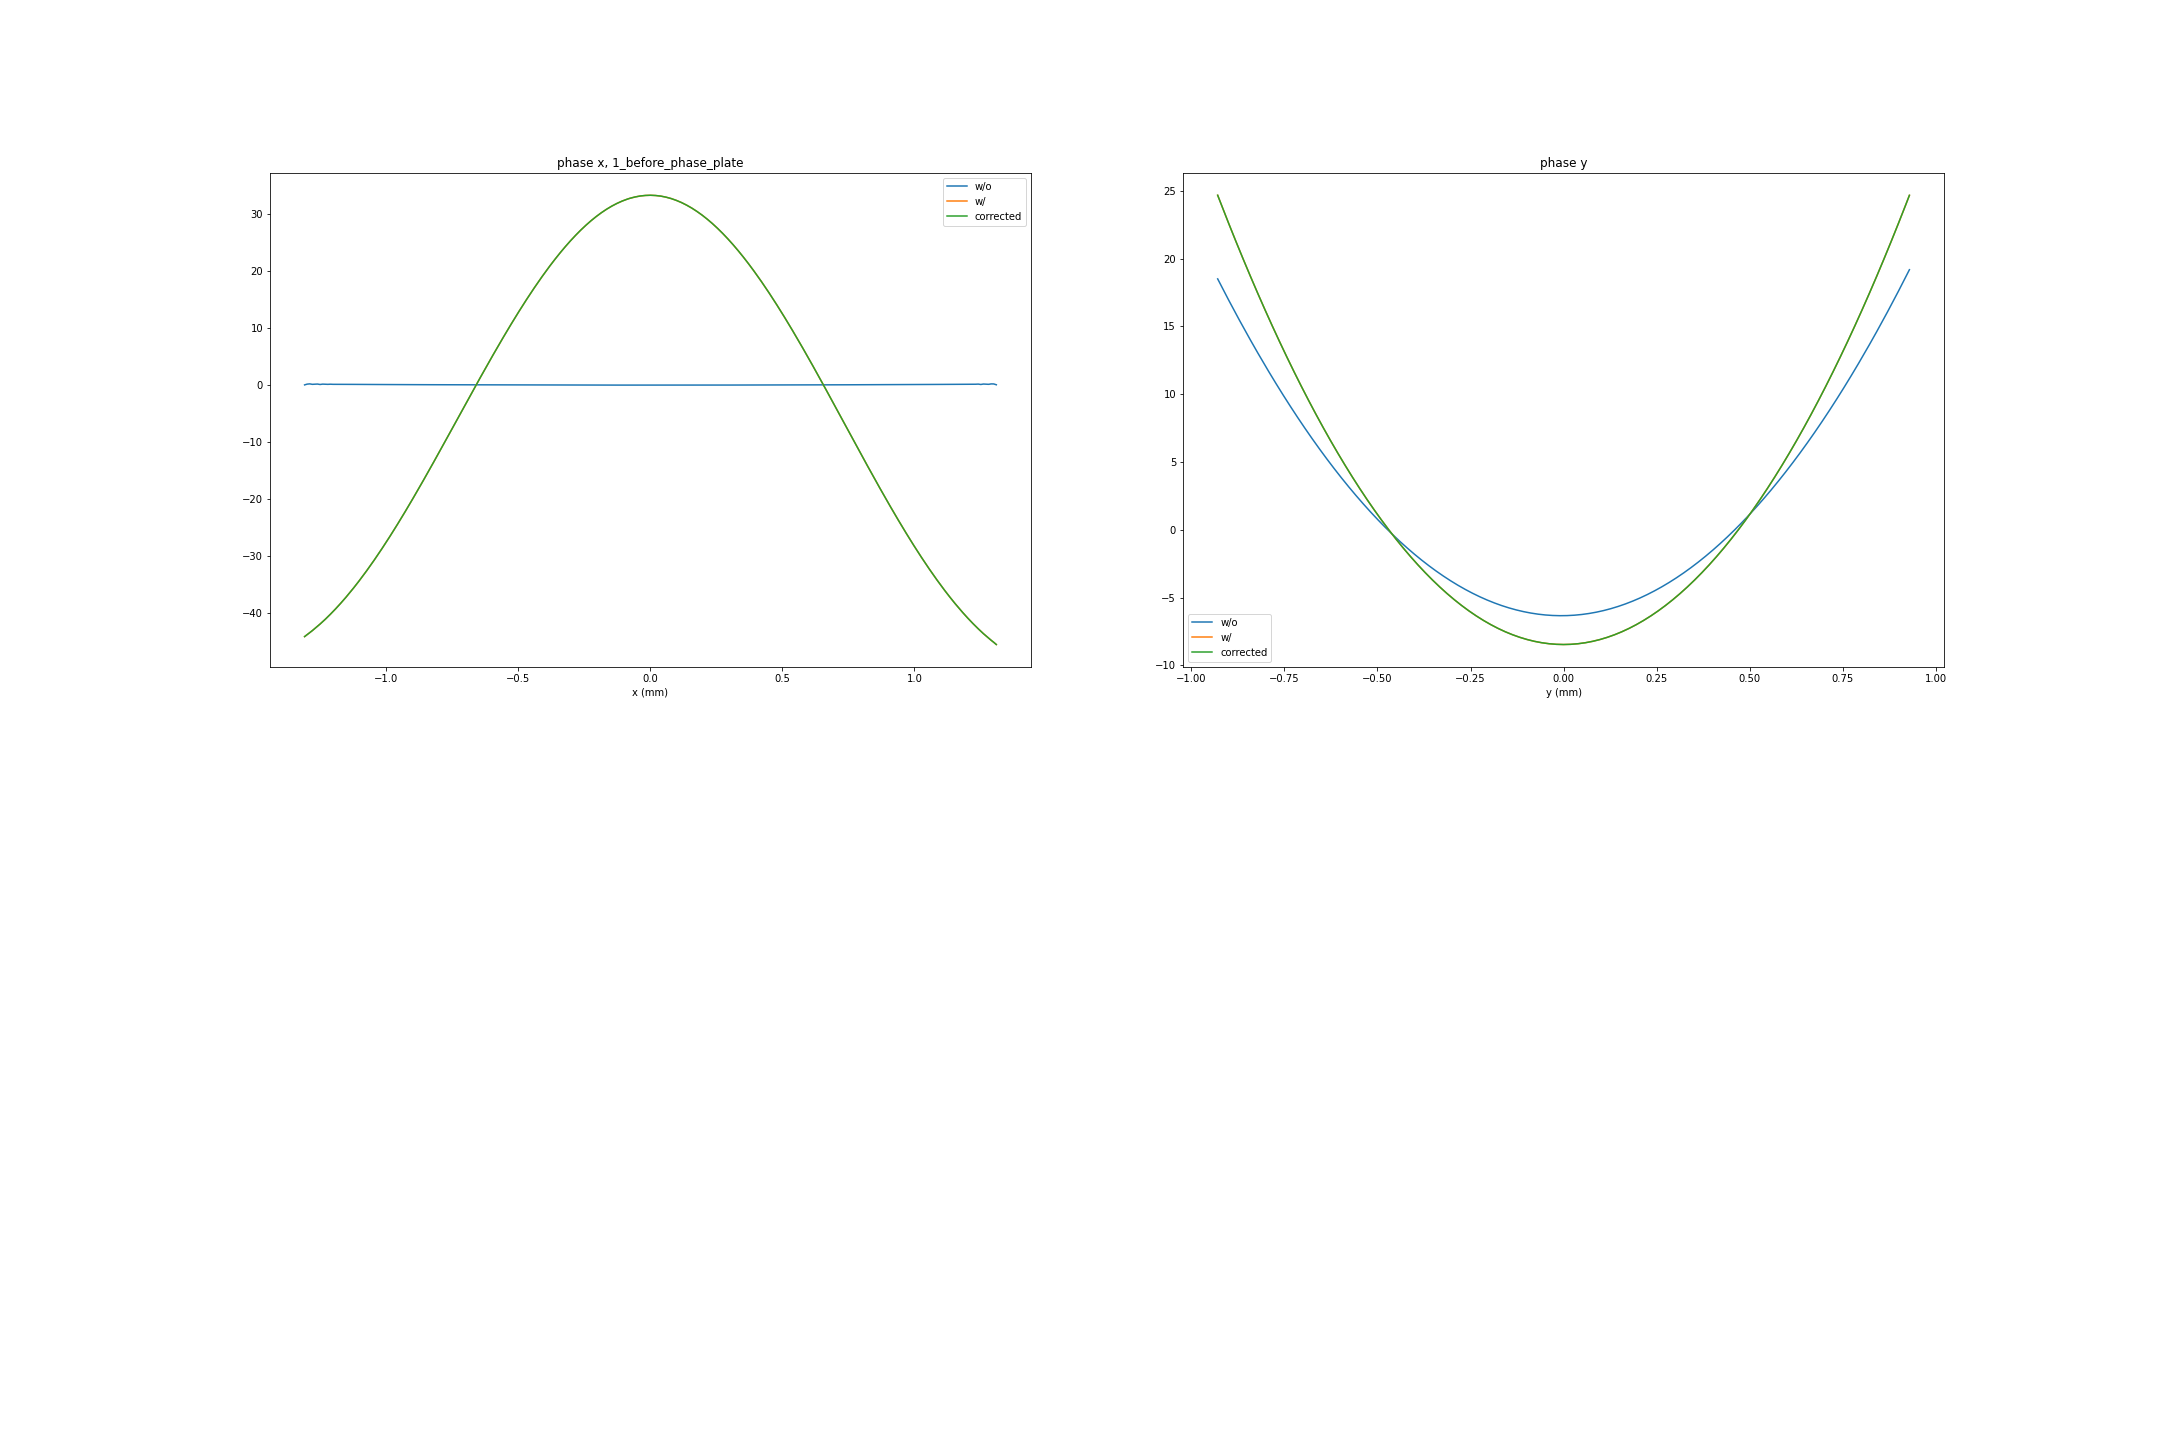 phase x, 1_before_phase_plate
w/o
w/
corrected
30
20
10
0
−10
−20
−30
−40
−1.0 −0.5 0.0 0.5 1.0
x (mm)
phase y
25
20
15
10
5
0
−5
−10
w/o
w/
corrected
−1.00 −0.75 −0.50 −0.25 0.00 0.25 0.50 0.75 1.00
y (mm)